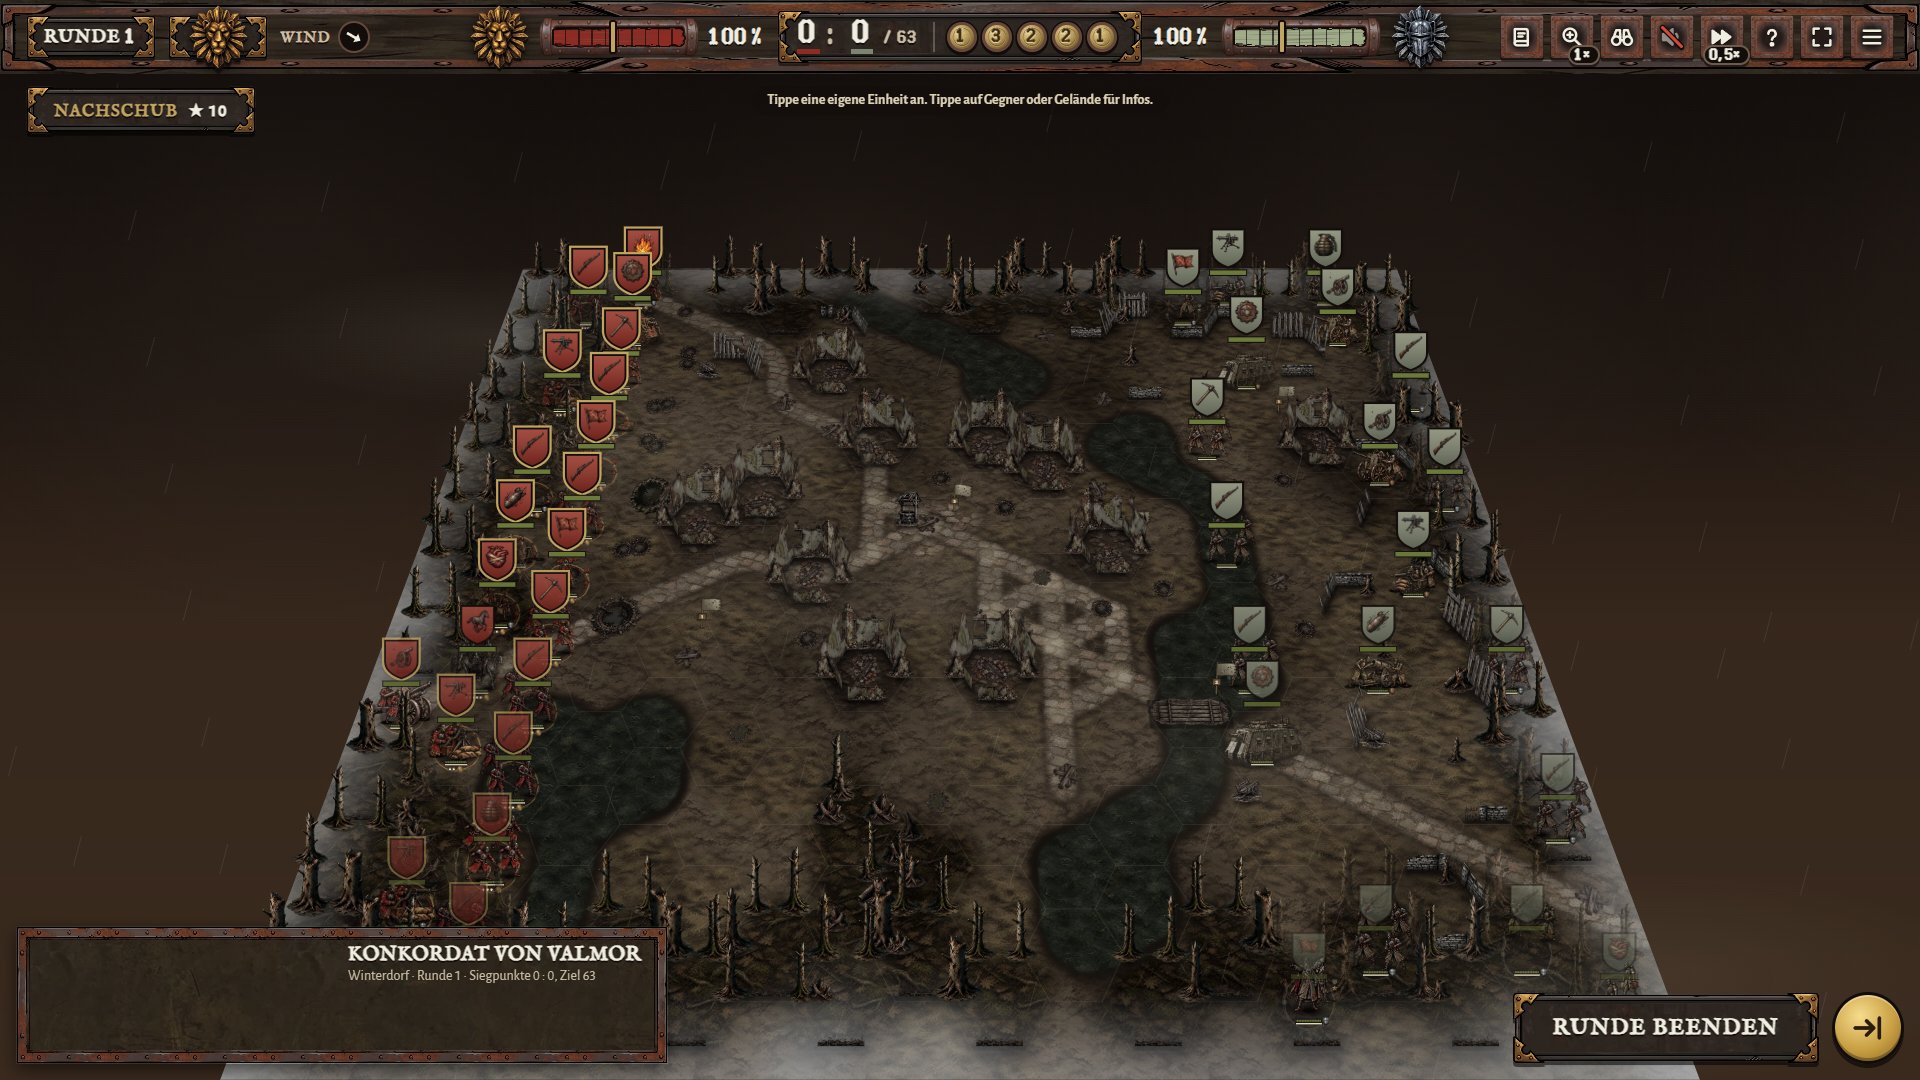 RUNDE 1
WIND
100 %
0 : 0 / 63
1 3 2 2 1
100 %
1×
0,5×
?
NACHSCHUB ★ 10
Tippe eine eigene Einheit an. Tippe auf Gegner oder Gelände für Infos.
KONKORDAT VON VALMOR
Winterdorf · Runde 1 · Siegpunkte 0 : 0, Ziel 63
RUNDE BEENDEN